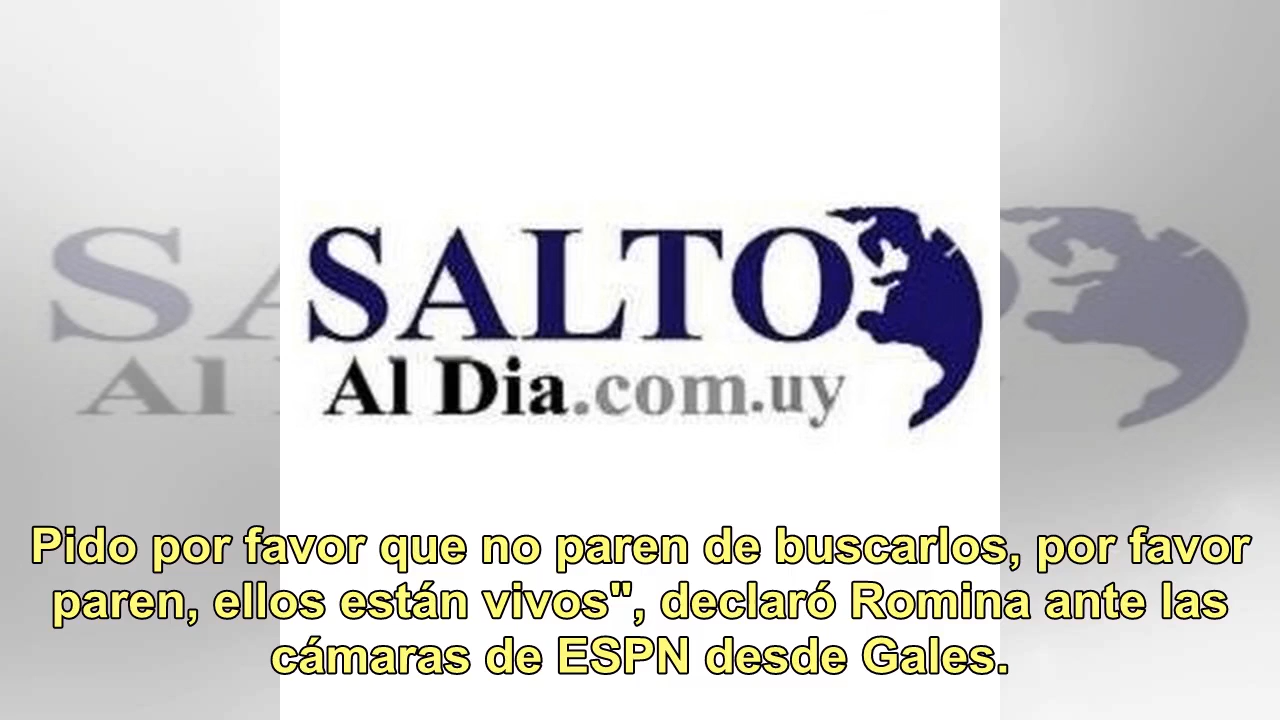 SALTO
Al Dia.com.uy
Pido por favor que no paren de buscarlos, por favor
paren, ellos están vivos", declaró Romina ante las
cámaras de ESPN desde Gales.